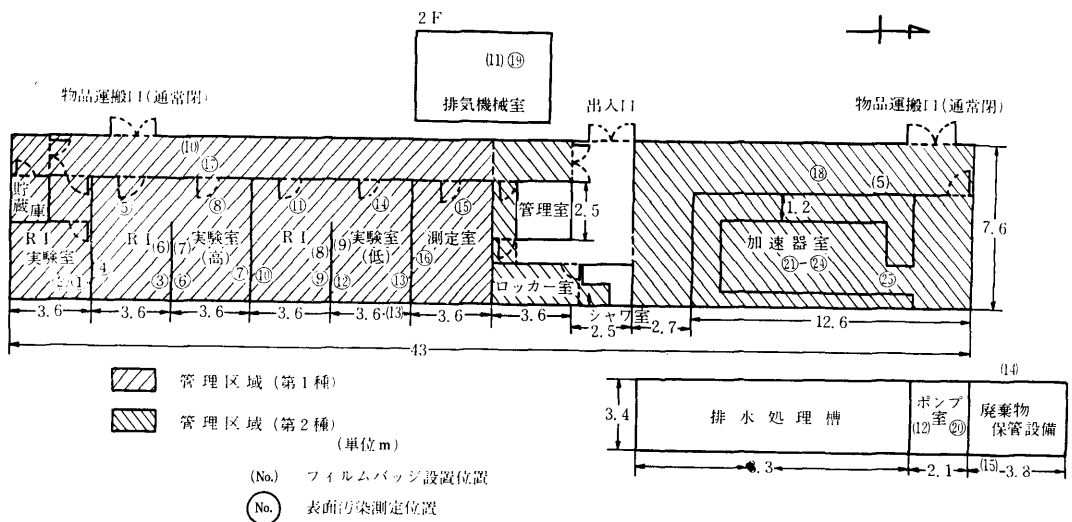 2F
(11) ⑲
排気機械室
物品運搬口(通常閉)
出入口
物品運搬口(通常閉)
(10)
⑰
⑱
(5)
貯蔵庫
⑤
⑧
⑪
⑭
⑮
管理室
2.5
1.2
7.6
RI
実験室
4
RI
(6)
(7)
実験室
(高)
RI
(8)
(9)
実験室
(低)
測定室
⑯
加速器室
㉑-㉔
㉕
1
③
⑥
⑦
⑩
⑨
⑫
⑬
ロッカー室
シャワ室
3.6
3.6
3.6
3.6
3.6
(13)
3.6
3.6
2.5
2.7
12.6
43
管理区域(第1種)
管理区域(第2種)
(単位m)
(No.) フィルムバッジ設置位置
No. 表面汚染測定位置
(14)
3.4
排水処理槽
ポンプ室
(12) ⑳
廃棄物
保管設備
2.1
(15)
3.8